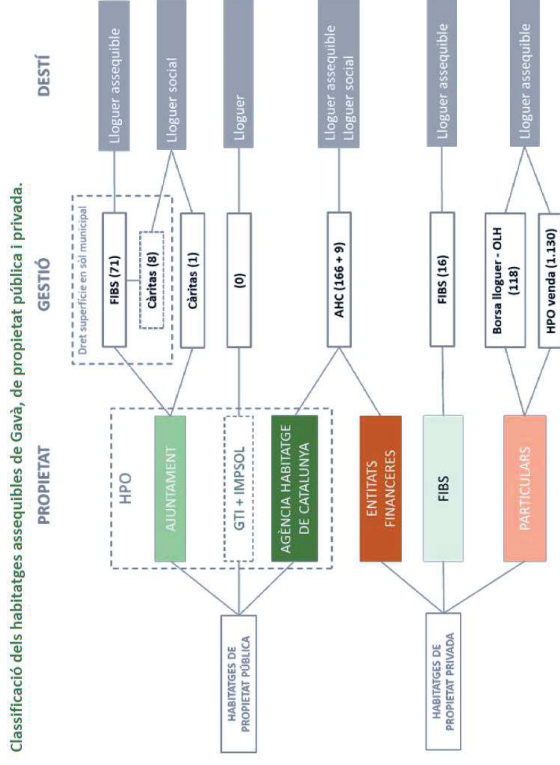 Classificació dels habitatges assequibles de Gavà, de propietat pública i privada.
PROPIETAT
GESTIÓ
DESTÍ
HABITATGES DE
PROPIETAT PÚBLICA
HABITATGES DE
PROPIETAT PRIVADA
HPO
AJUNTAMENT
GTI + IMPSOL
AGÈNCIA HABITATGE
DE CATALUNYA
ENTITATS
FINANCERES
FIBS
PARTICULARS
Dret superfície en sòl municipal
FIBS (71)
Càritas (8)
Càritas (1)
(0)
AHC (166 + 9)
FIBS (16)
Borsa lloguer - OLH
(118)
HPO venda (1.130)
Lloguer assequible
Lloguer social
Lloguer
Lloguer assequible
Lloguer social
Lloguer assequible
Lloguer assequible